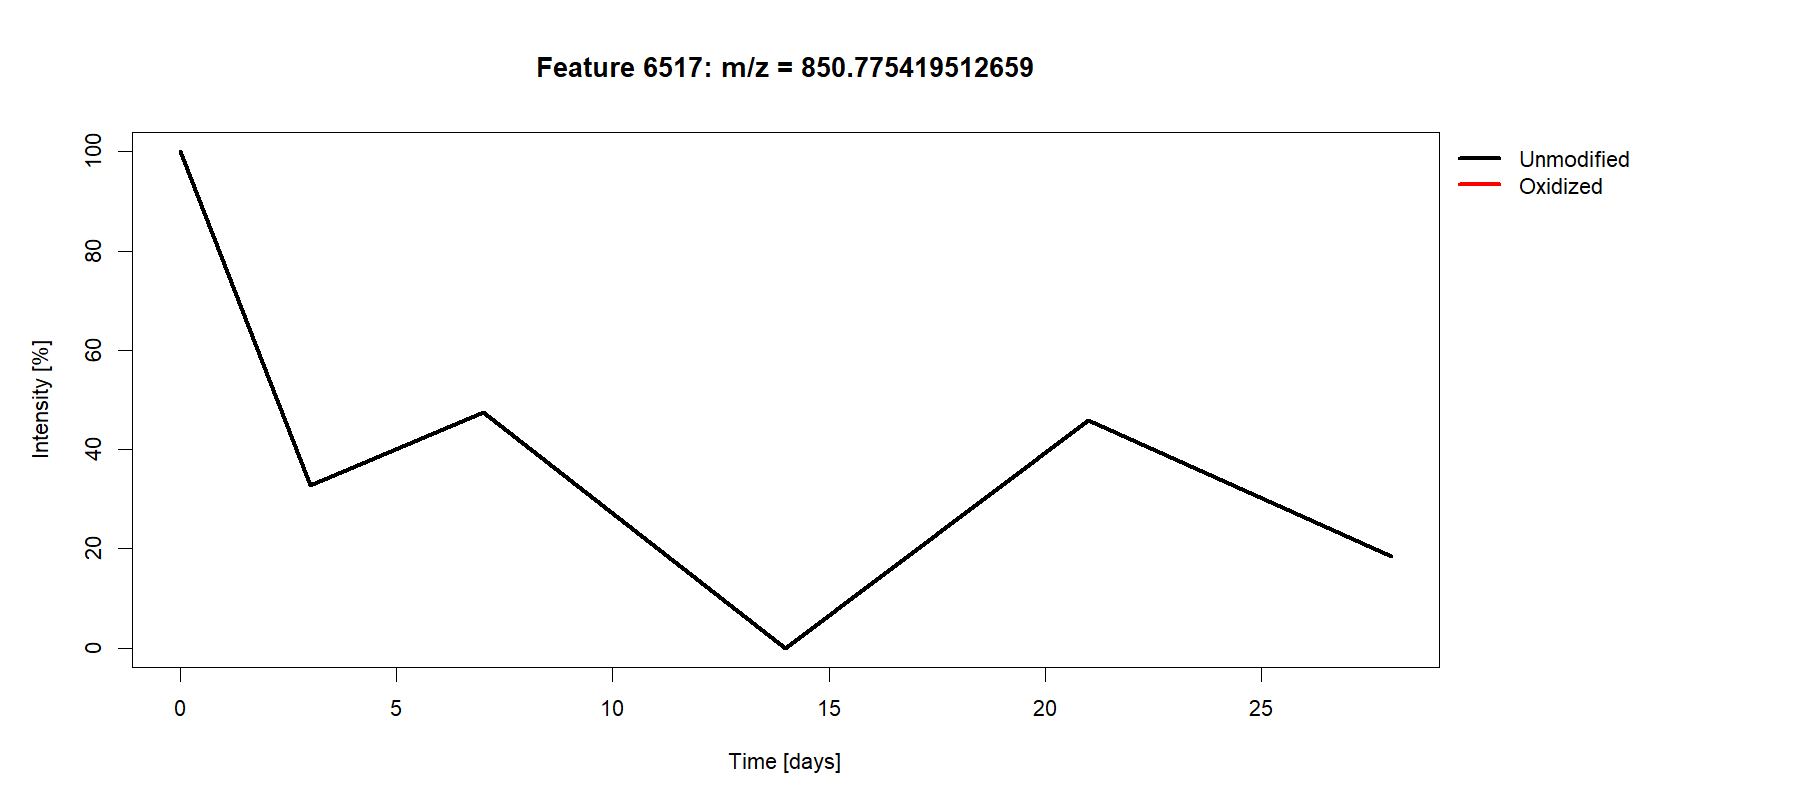 Feature 6517: m/z = 850.775419512659
Unmodified
Oxidized
Intensity [%]
100
80
60
40
20
0
0 5 10 15 20 25
Time [days]